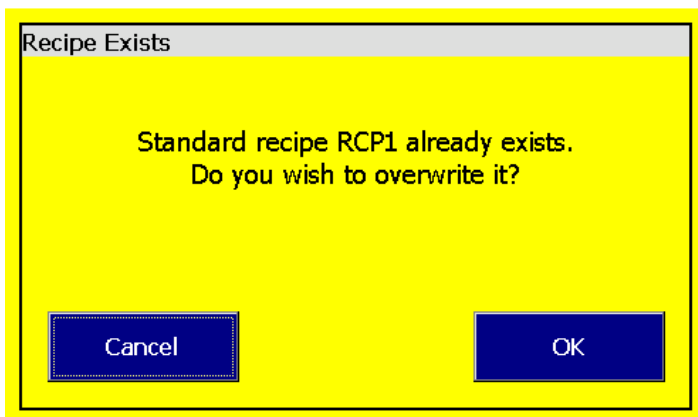 Recipe Exists
Standard recipe RCP1 already exists.
Do you wish to overwrite it?
Cancel
OK